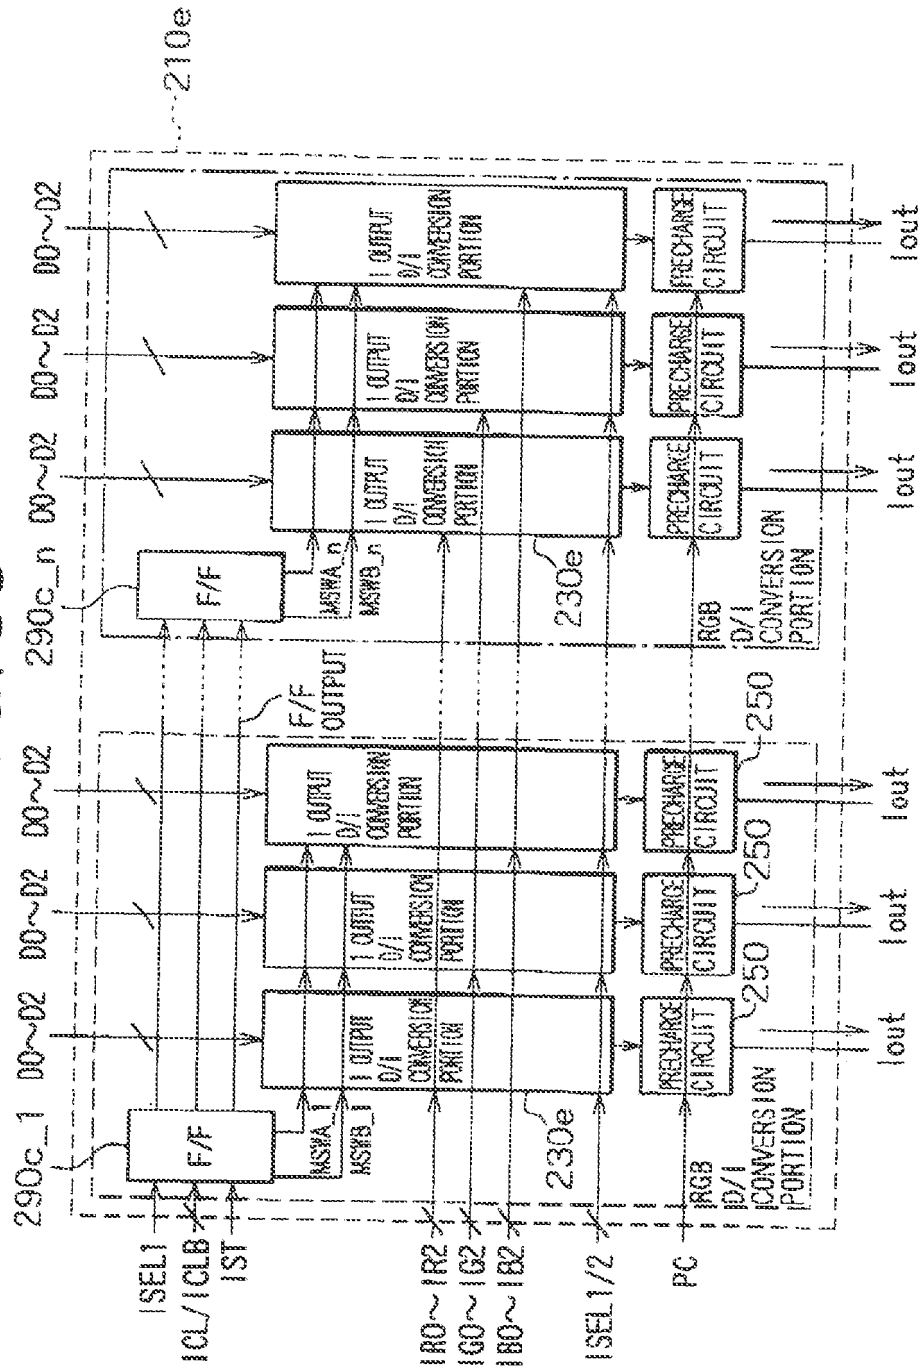 210e
D0~D2
D0~D2
D0~D2
D0~D2
D0~D2
D0~D2
290c_1
290c_n
F/F
F/F
ISEL1
ICL/ICLB
IST
F/F
OUTPUT
MSWA_1
MSWB_1
MSWA_n
MSWB_n
1 OUTPUT
D/I
CONVERSION
PORTION
1 OUTPUT
D/I
CONVERSION
PORTION
1 OUTPUT
D/I
CONVERSION
PORTION
1 OUTPUT
D/I
CONVERSION
PORTION
1 OUTPUT
D/I
CONVERSION
PORTION
1 OUTPUT
D/I
CONVERSION
PORTION
IR0~IR2
IG0~IG2
IB0~IB2
ISEL1/2
230e
230e
PC
PRECHARGE
CIRCUIT
PRECHARGE
CIRCUIT
PRECHARGE
CIRCUIT
PRECHARGE
CIRCUIT
PRECHARGE
CIRCUIT
FRECHARGE
CIRCUIT
250
250
250
RGB
D/I
CONVERSION
PORTION
RGB
D/I
CONVERSION
PORTION
Iout
Iout
Iout
Iout
Iout
Iout